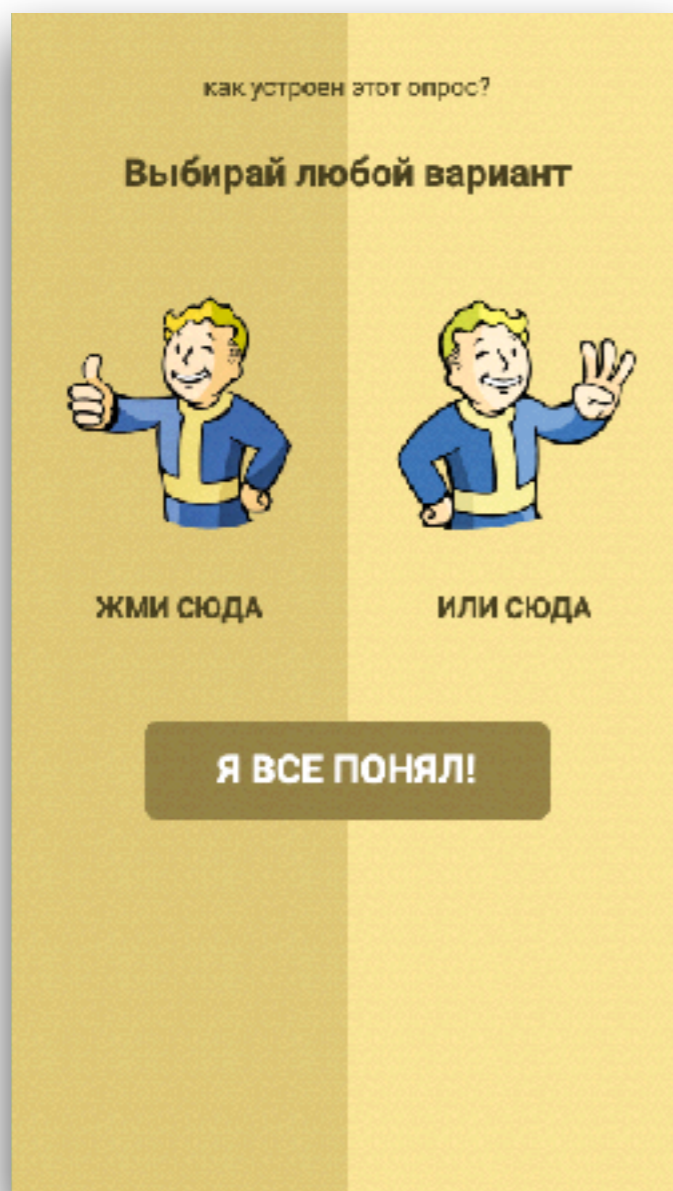 как устроен этот опрос?
Выбирай любой вариант
ЖМИ СЮДА
ИЛИ СЮДА
Я ВСЕ ПОНЯЛ!